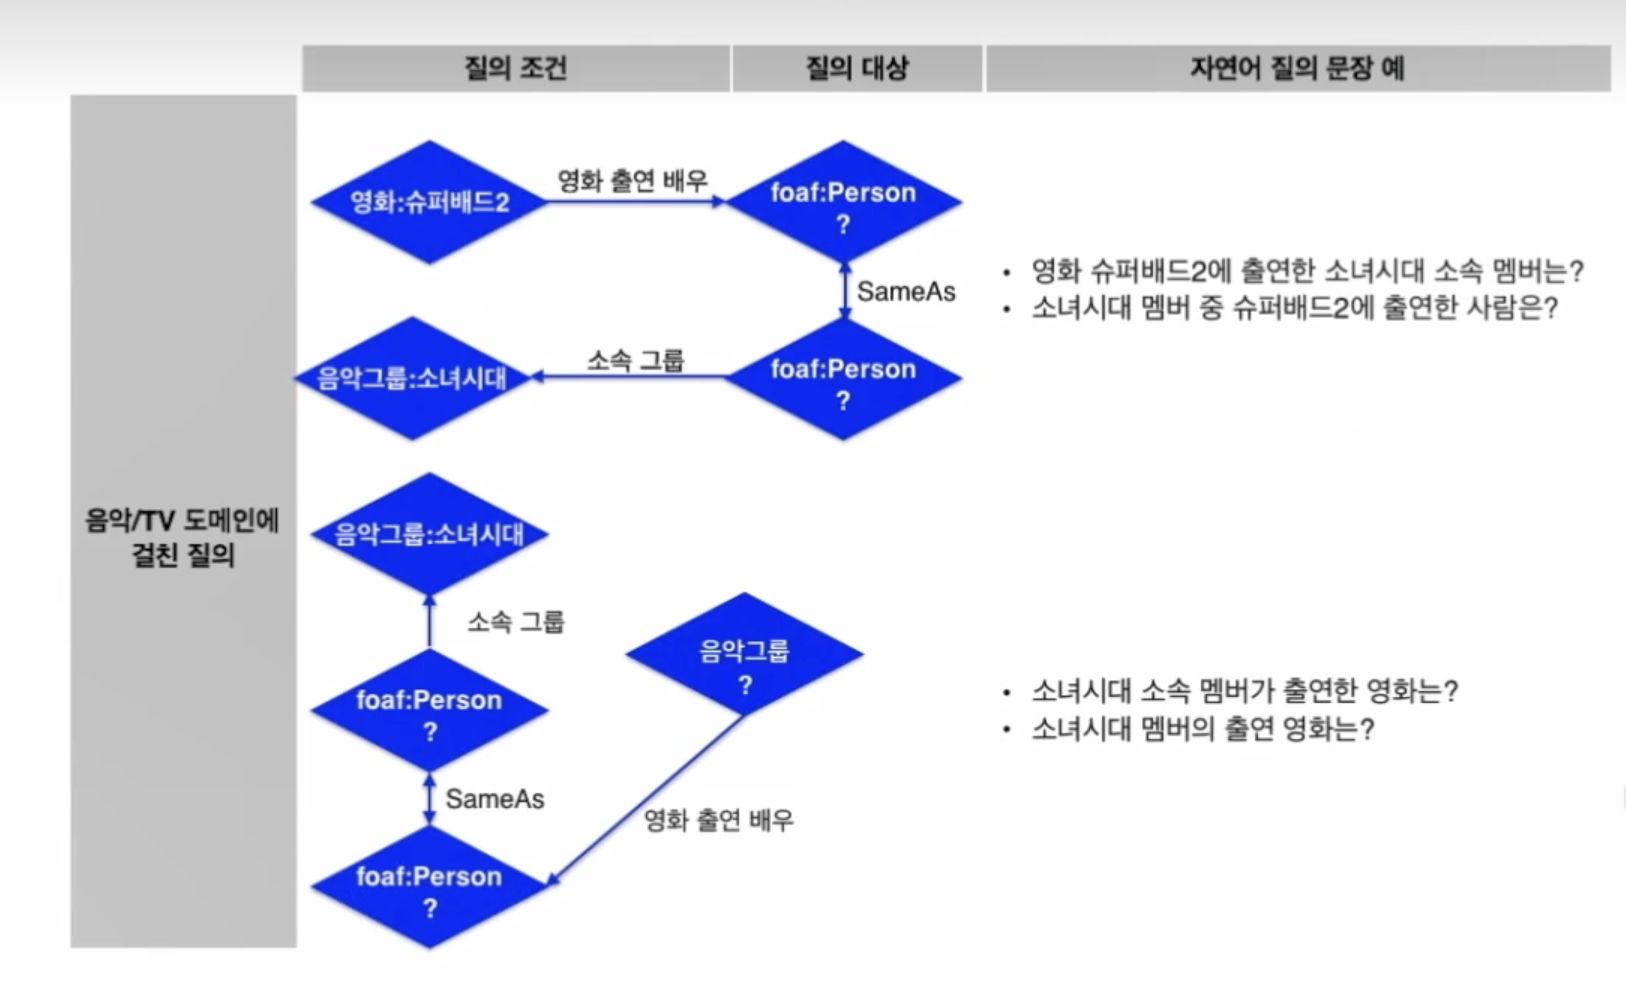 질의 조건
질의 대상
자연어 질의 문장 예
음악/TV 도메인에
걸친 질의
영화:슈퍼배드2
영화 출연 배우
foaf:Person
?
SameAs
음악그룹:소녀시대
소속 그룹
foaf:Person
?
• 영화 슈퍼배드2에 출연한 소녀시대 소속 멤버는?
• 소녀시대 멤버 중 슈퍼배드2에 출연한 사람은?
음악그룹:소녀시대
소속 그룹
foaf:Person
?
SameAs
foaf:Person
?
음악그룹
?
영화 출연 배우
• 소녀시대 소속 멤버가 출연한 영화는?
• 소녀시대 멤버의 출연 영화는?